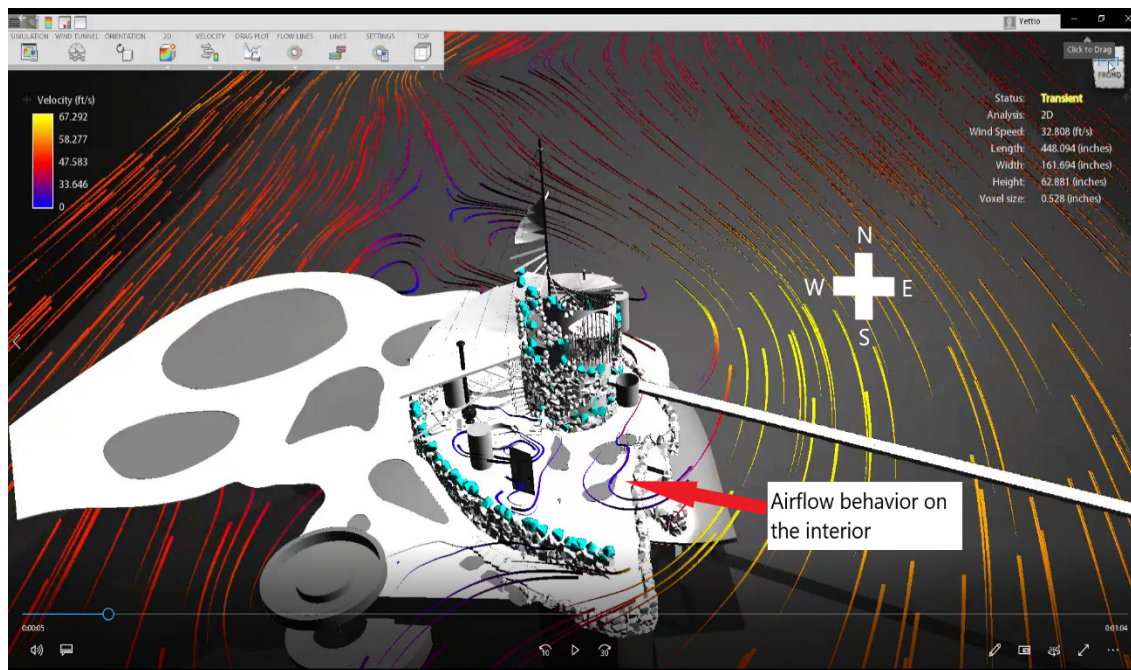 Yettio
SIMULATION WIND TUNNEL ORIENTATION 2D VELOCITY DRAG PLOT FLOW LINES LINES SETTINGS TOP
Click to Drag
Velocity (ft/s)
67.292
58.277
47.583
33.646
0
Status: Transient
Analysis: 2D
Wind Speed: 32.808 (ft/s)
Length: 448.094 (inches)
Width: 161.694 (inches)
Height: 62.881 (inches)
Voxel size: 0.528 (inches)
N
W E
S
Airflow behavior on
the interior
0:00:05 0:01:04
10 30